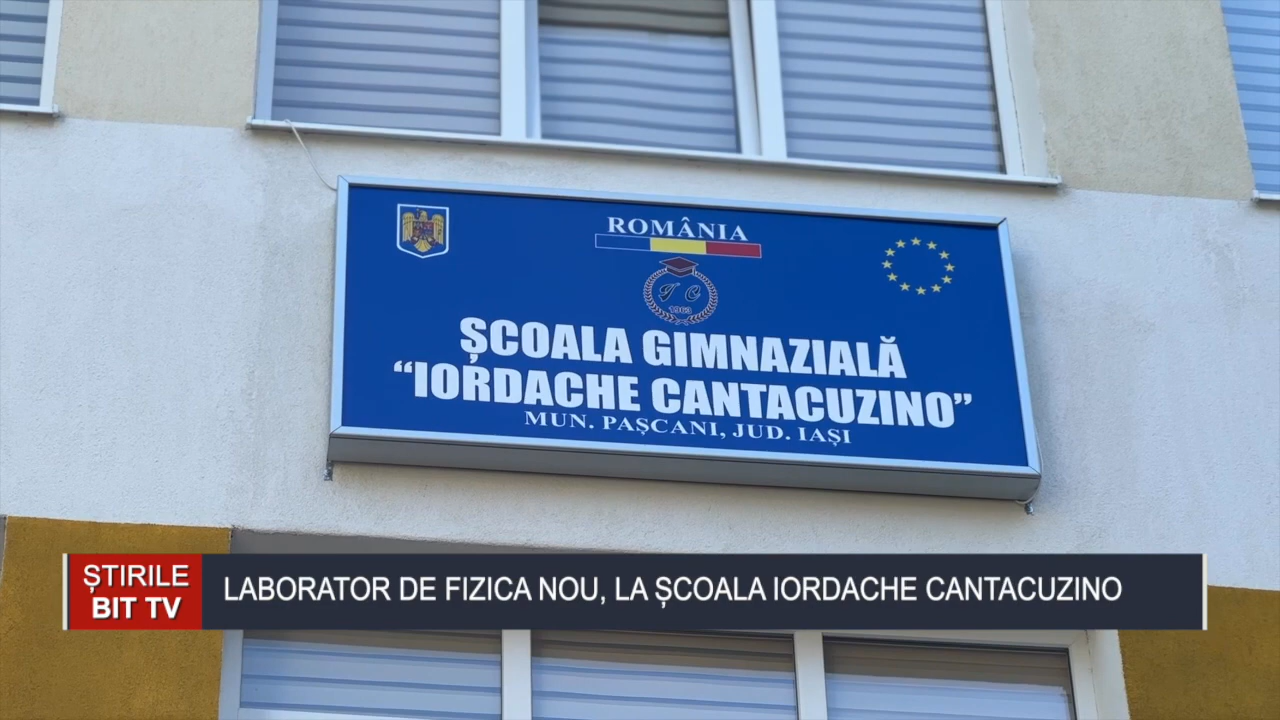 ROMÂNIA
I C
1963
ȘCOALA GIMNAZIALĂ
“IORDACHE CANTACUZINO”
MUN. PAȘCANI, JUD. IAȘI
ȘTIRILE
BIT TV
LABORATOR DE FIZICA NOU, LA ȘCOALA IORDACHE CANTACUZINO